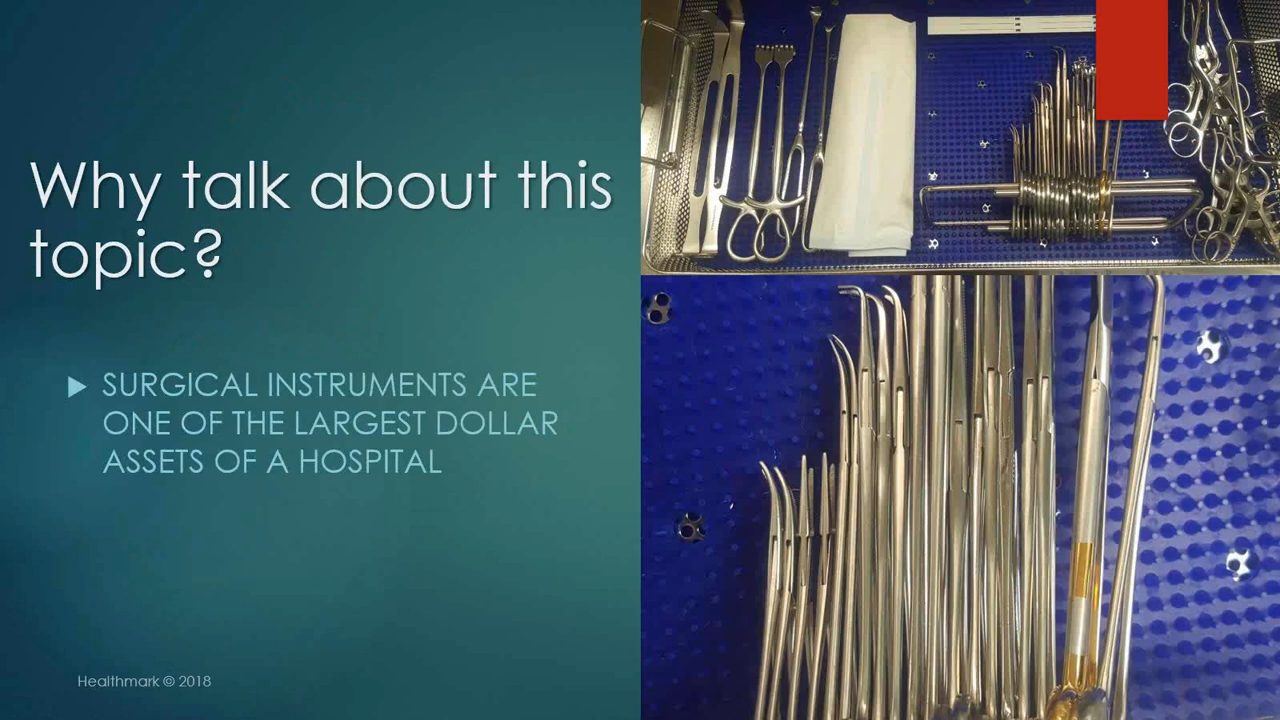 Why talk about this
topic?
SURGICAL INSTRUMENTS ARE
ONE OF THE LARGEST DOLLAR
ASSETS OF A HOSPITAL
Healthmark © 2018